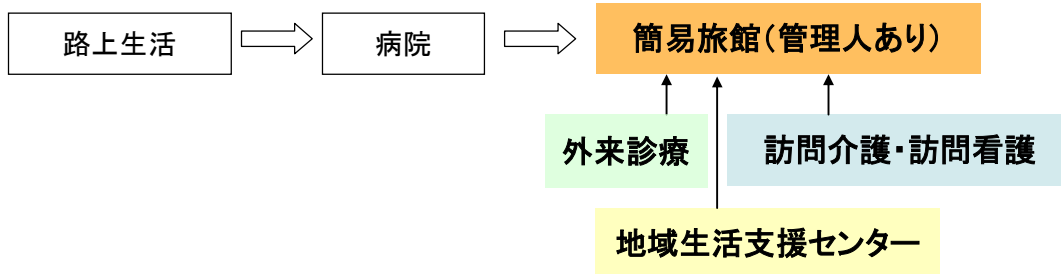 路上生活
病院
簡易旅館（管理人あり）
外来診療
訪問介護・訪問看護
地域生活支援センター